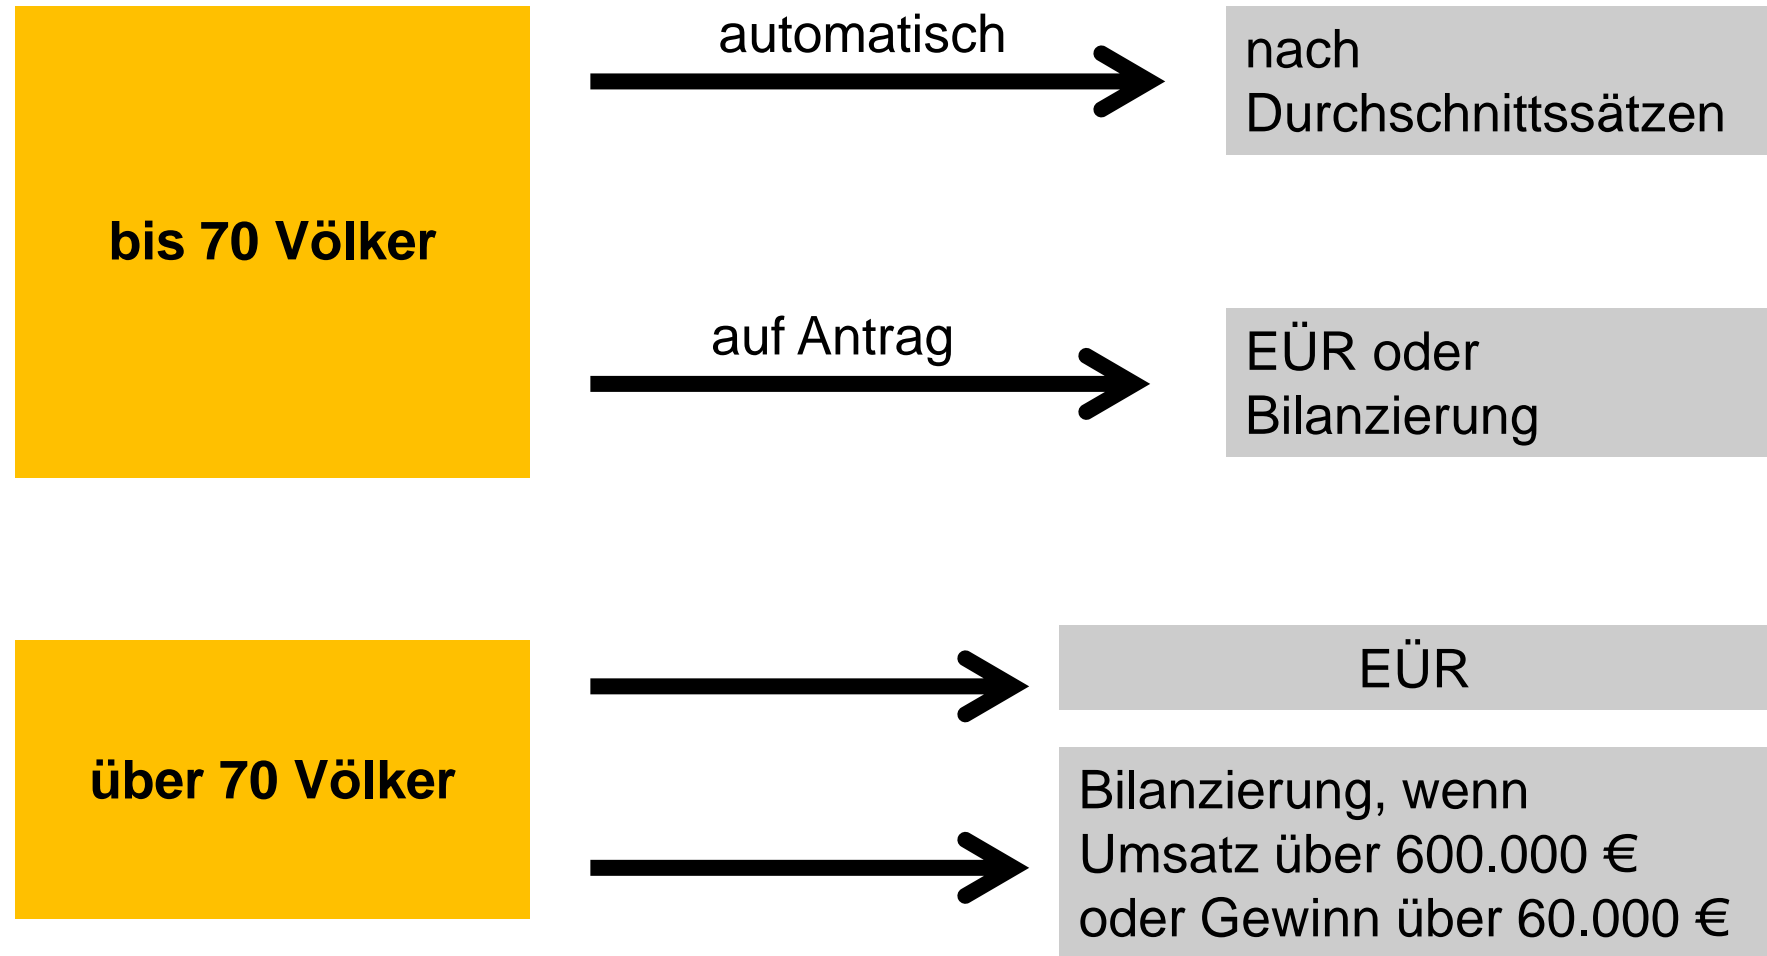 bis 70 Völker
automatisch
nach
Durchschnittssätzen
auf Antrag
EÜR oder
Bilanzierung
über 70 Völker
EÜR
Bilanzierung, wenn
Umsatz über 600.000 €
oder Gewinn über 60.000 €